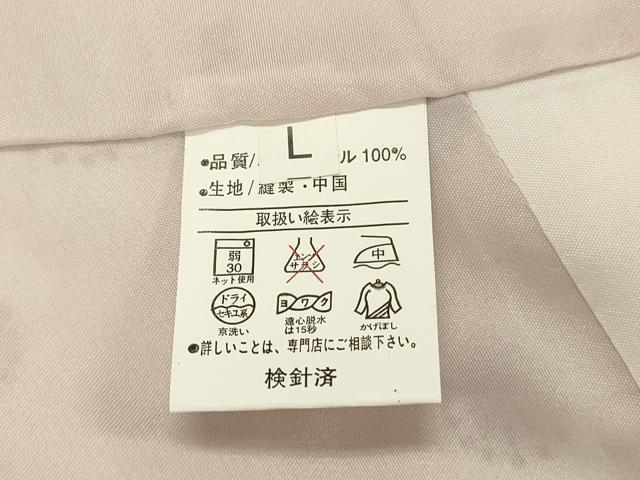 L
品質/ ル 100%
生地/縫製・中国
取扱い絵表示
弱
30
ネット使用
エンソ
サラシ
中
ドライ
セキユ系
京洗い
ヨワク
遠心脱水
は15秒
かげぼし
●詳しいことは、専門店にご相談下さい。
検針済